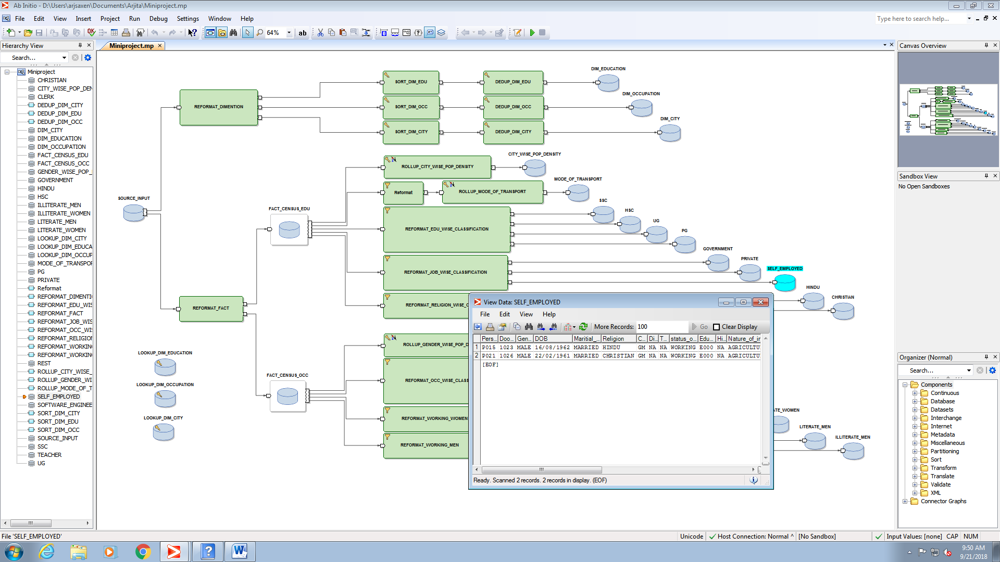 Ab Initio - D:\Users\arjsaxen\Documents\Arjita\Miniproject.mp
File Edit View Insert Project Run Debug Settings Window Help
Type here to search help...
64%
ab
Hierarchy View
Search...
Miniproject
CHRISTIAN
CITY_WISE_POP_DEN
CLERK
DEDUP_DIM_CITY
DEDUP_DIM_EDU
DEDUP_DIM_OCC
DIM_CITY
DIM_EDUCATION
DIM_OCCUPATION
FACT_CENSUS_EDU
FACT_CENSUS_OCC
GENDER_WISE_POP_
GOVERNMENT
HINDU
HSC
ILLITERATE_MEN
ILLITERATE_WOMEN
LITERATE_MEN
LITERATE_WOMEN
LOOKUP_DIM_CITY
LOOKUP_DIM_EDUCA
LOOKUP_DIM_OCCUP
MODE_OF_TRANSPOR
PG
PRIVATE
Reformat
REFORMAT_DIMENTI
REFORMAT_EDU_WIS
REFORMAT_FACT
REFORMAT_JOB_WIS
REFORMAT_OCC_WI
REFORMAT_RELIGION
REFORMAT_WORKIN
REFORMAT_WORKIN
REST
ROLLUP_CITY_WISE_
ROLLUP_GENDER_WI
ROLLUP_MODE_OF_T
SELF_EMPLOYED
SOFTWARE_ENGINEE
SORT_DIM_CITY
SORT_DIM_EDU
SORT_DIM_OCC
SOURCE_INPUT
SSC
TEACHER
UG
Miniproject.mp
SOURCE_INPUT
REFORMAT_DIMENTION
SORT_DIM_EDU
DEDUP_DIM_EDU
DIM_EDUCATION
SORT_DIM_OCC
DEDUP_DIM_OCC
DIM_OCCUPATION
SORT_DIM_CITY
DEDUP_DIM_CITY
DIM_CITY
ROLLUP_CITY_WISE_POP_DENSITY
CITY_WISE_POP_DENSITY
Reformat
ROLLUP_MODE_OF_TRANSPORT
MODE_OF_TRANSPORT
FACT_CENSUS_EDU
REFORMAT_EDU_WISE_CLASSIFICATION
SSC
HSC
UG
PG
REFORMAT_JOB_WISE_CLASSIFICATION
GOVERNMENT
PRIVATE
SELF_EMPLOYED
REFORMAT_RELIGION_WISE_C
HINDU
CHRISTIAN
REFORMAT_FACT
FACT_CENSUS_OCC
ROLLUP_GENDER_WISE_POP_D
REFORMAT_OCC_WISE_CLASS
REFORMAT_WORKING_WOMEN
REFORMAT_WORKING_MEN
ATE_WOMEN
LITERATE_MEN
ILLITERATE_MEN
LOOKUP_DIM_EDUCATION
LOOKUP_DIM_OCCUPATION
LOOKUP_DIM_CITY
View Data: SELF_EMPLOYED
File Edit View Help
More Records: 100 Go Clear Display
Pers... Doo... Gen... DOB Maritial_... Religion C... Di... T... status_o... Edu... Hi... Nature_of_in
1 P015 1023 MALE 16/08/1962 MARRIED HINDU GM NA NA WORKING E000 NA AGRICULTU
2 P021 1026 MALE 22/02/1961 MARRIED CHRISTIAN GM NA NA WORKING E000 NA AGRICULTU
[EOF]
Ready. Scanned 2 records. 2 records in display. (EOF)
Canvas Overview
Sandbox View
No Open Sandboxes
Organizer (Normal)
Search...
Components
Continuous
Database
Datasets
Interchange
Internet
Metadata
Miscellaneous
Partitioning
Sort
Transform
Translate
Validate
XML
Connector Graphs
File 'SELF_EMPLOYED'
Unicode Host Connection: Normal ^ [No Sandbox] Input Values: [none] CAP NUM
9:50 AM
9/21/2018